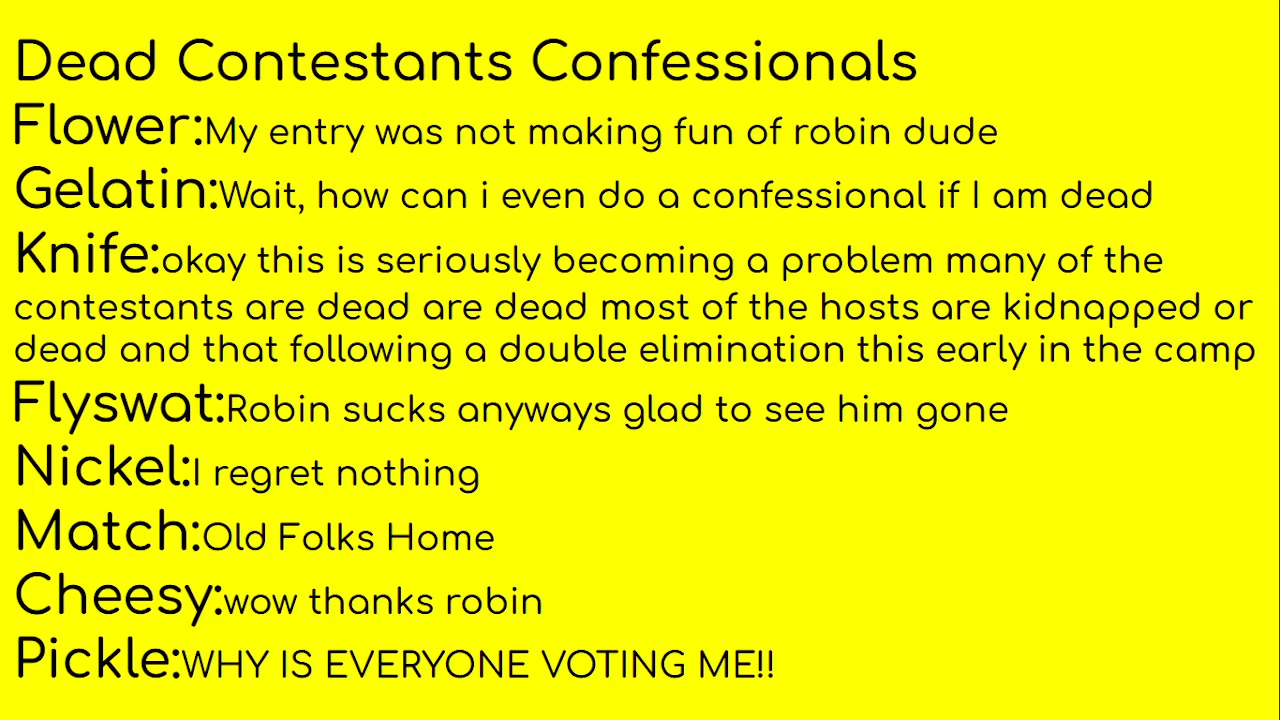 Dead Contestants Confessionals
Flower:My entry was not making fun of robin dude
Gelatin:Wait, how can i even do a confessional if I am dead
Knife:okay this is seriously becoming a problem many of the
contestants are dead are dead most of the hosts are kidnapped or
dead and that following a double elimination this early in the camp
Flyswat:Robin sucks anyways glad to see him gone
Nickel:I regret nothing
Match:Old Folks Home
Cheesy:wow thanks robin
Pickle:WHY IS EVERYONE VOTING ME!!